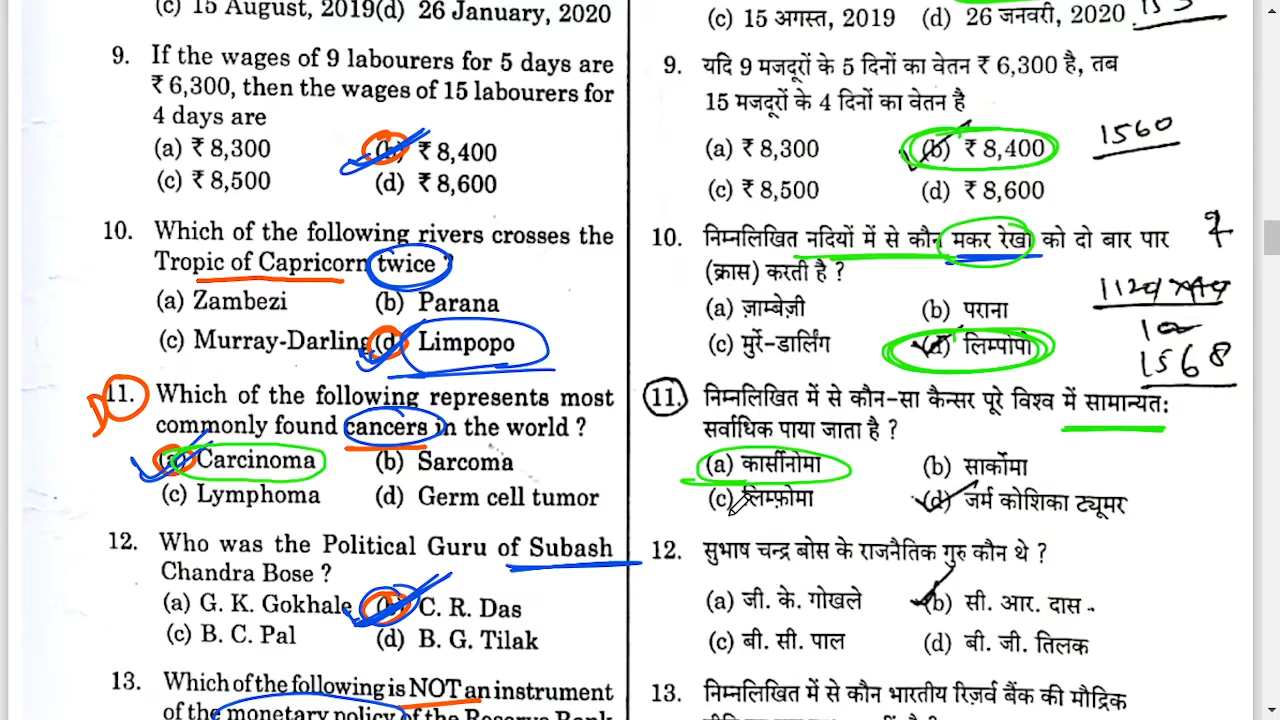 (c) 15 August, 2019(d) 26 January, 2020
9. If the wages of 9 labourers for 5 days are
₹ 6,300, then the wages of 15 labourers for
4 days are
(a) ₹ 8,300 (b) ₹ 8,400
(c) ₹ 8,500 (d) ₹ 8,600
10. Which of the following rivers crosses the
Tropic of Capricorn twice ?
(a) Zambezi (b) Parana
(c) Murray-Darling (d) Limpopo
11. Which of the following represents most
commonly found cancers in the world ?
(a) Carcinoma (b) Sarcoma
(c) Lymphoma (d) Germ cell tumor
12. Who was the Political Guru of Subash
Chandra Bose ?
(a) G. K. Gokhale (b) C. R. Das
(c) B. C. Pal (d) B. G. Tilak
13. Which of the following is NOT an instrument
of the monetary policy of the Reserve Bank
(c) 15 अगस्त, 2019 (d) 26 जनवरी, 2020
9. यदि 9 मजदूरों के 5 दिनों का वेतन ₹ 6,300 है, तब
15 मजदूरों के 4 दिनों का वेतन है
(a) ₹ 8,300 (b) ₹ 8,400
1560
(c) ₹ 8,500 (d) ₹ 8,600
10. निम्नलिखित नदियों में से कौन मकर रेखा को दो बार पार
(क्रास) करती है ?
(a) ज़ाम्बेज़ी (b) पराना
(c) मुर्रे-डार्लिंग (d) लिम्पोपो
1568
11. निम्नलिखित में से कौन-सा कैन्सर पूरे विश्व में सामान्यत:
सर्वाधिक पाया जाता है ?
(a) कार्सीनोमा (b) सार्कोमा
(c) लिम्फ़ोमा (d) जर्म कोशिका ट्यूमर
12. सुभाष चन्द्र बोस के राजनैतिक गुरु कौन थे ?
(a) जी. के. गोखले (b) सी. आर. दास
(c) बी. सी. पाल (d) बी. जी. तिलक
13. निम्नलिखित में से कौन भारतीय रिज़र्व बैंक की मौद्रिक